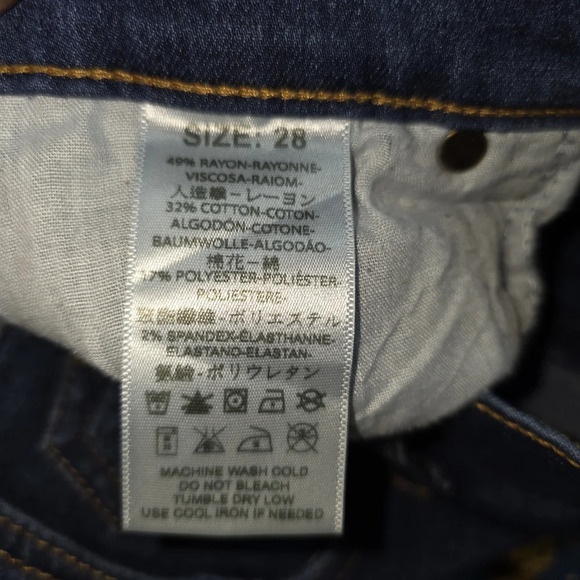 SIZE: 28
49% RAYON-RAYONNE-
VISCOSA-RAIOM-
人造纖-レーヨン
32% COTTON-COTON-
ALGODÓN-COTONE-
BAUMWOLLE-ALGODÃO-
棉花-綿
17% POLYESTER-POLIÉSTER-
POLIESTERE-
ポリエステル
2% SPANDEX-ELASTHANNE-
ELASTANO-ELASTAN-
ポリウレタン
MACHINE WASH COLD
DO NOT BLEACH
TUMBLE DRY LOW
USE COOL IRON IF NEEDED